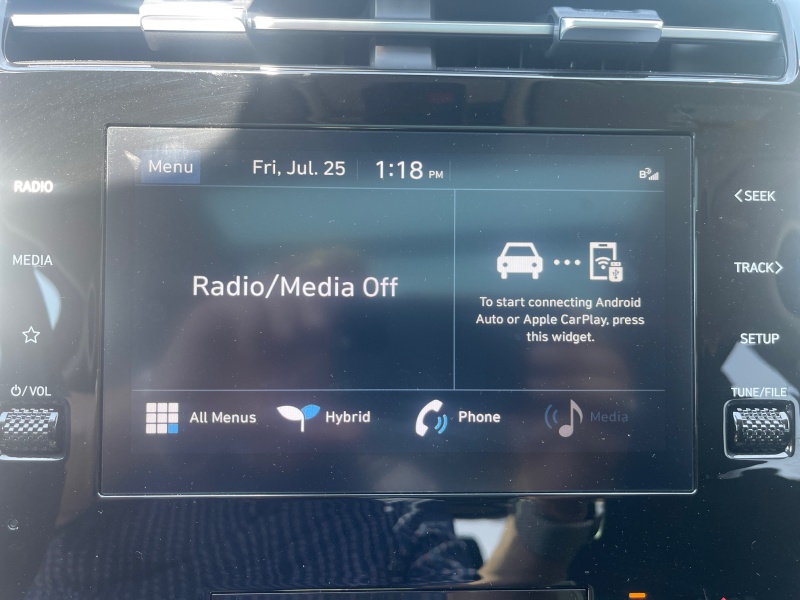 Menu Fri, Jul. 25 1:18 PM
RADIO
MEDIA
⏻/VOL
Radio/Media Off
To start connecting Android
Auto or Apple CarPlay, press
this widget.
All Menus Hybrid Phone Media
< SEEK
TRACK >
SETUP
TUNE/FILE